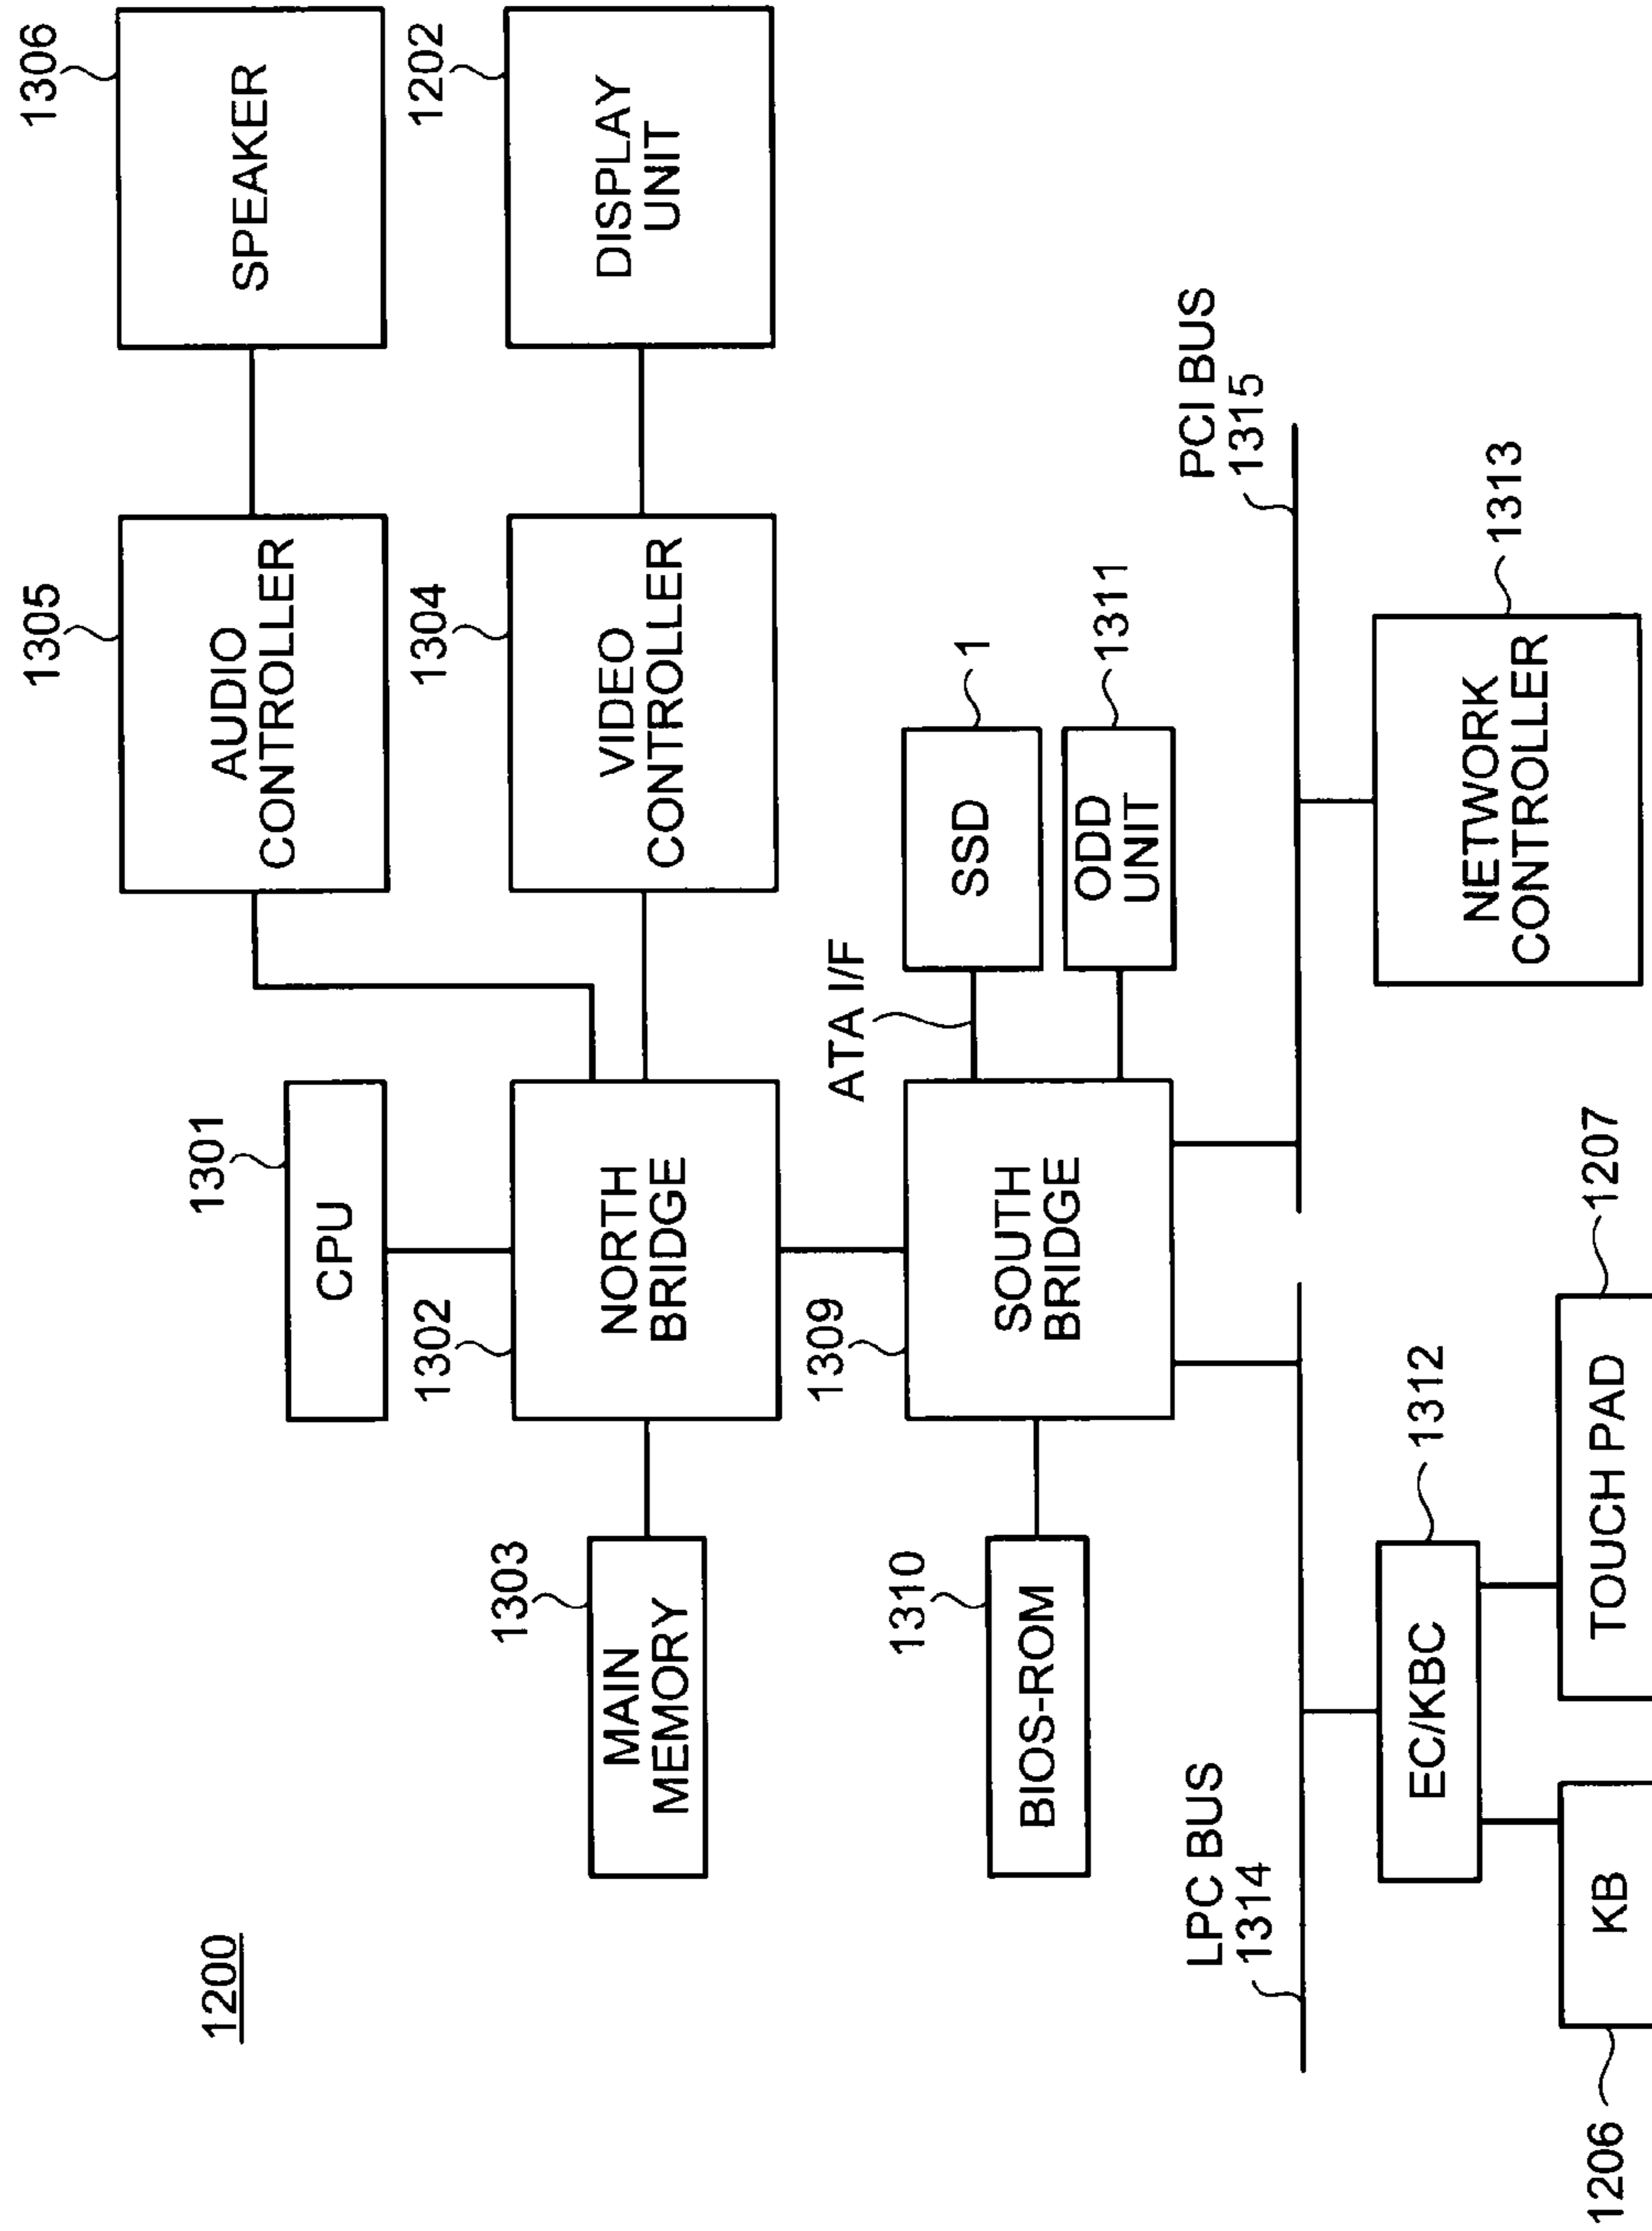 1200
1301
CPU
1305
AUDIO
CONTROLLER
1306
SPEAKER
1303
MAIN
MEMORY
1302
NORTH
BRIDGE
1304
VIDEO
CONTROLLER
1202
DISPLAY
UNIT
1310
BIOS-ROM
1309
SOUTH
BRIDGE
ATA I/F
SSD
1
ODD
UNIT
1311
LPC BUS
1314
PCI BUS
1315
EC/KBC
1312
NETWORK
CONTROLLER
1313
1206
KB
TOUCH PAD
1207